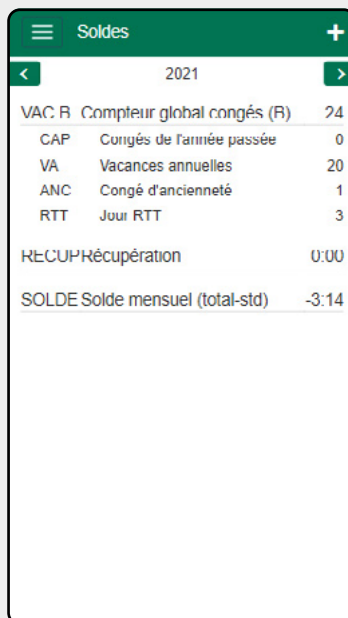 Soldes +
< 2021 >
VAC B Compteur global congés (B) 24
CAP Congés de l'année passée 0
VA Vacances annuelles 20
ANC Congé d'ancienneté 1
RTT Jour RTT 3
RECUP Récupération 0:00
SOLDE Solde mensuel (total-std) -3:14